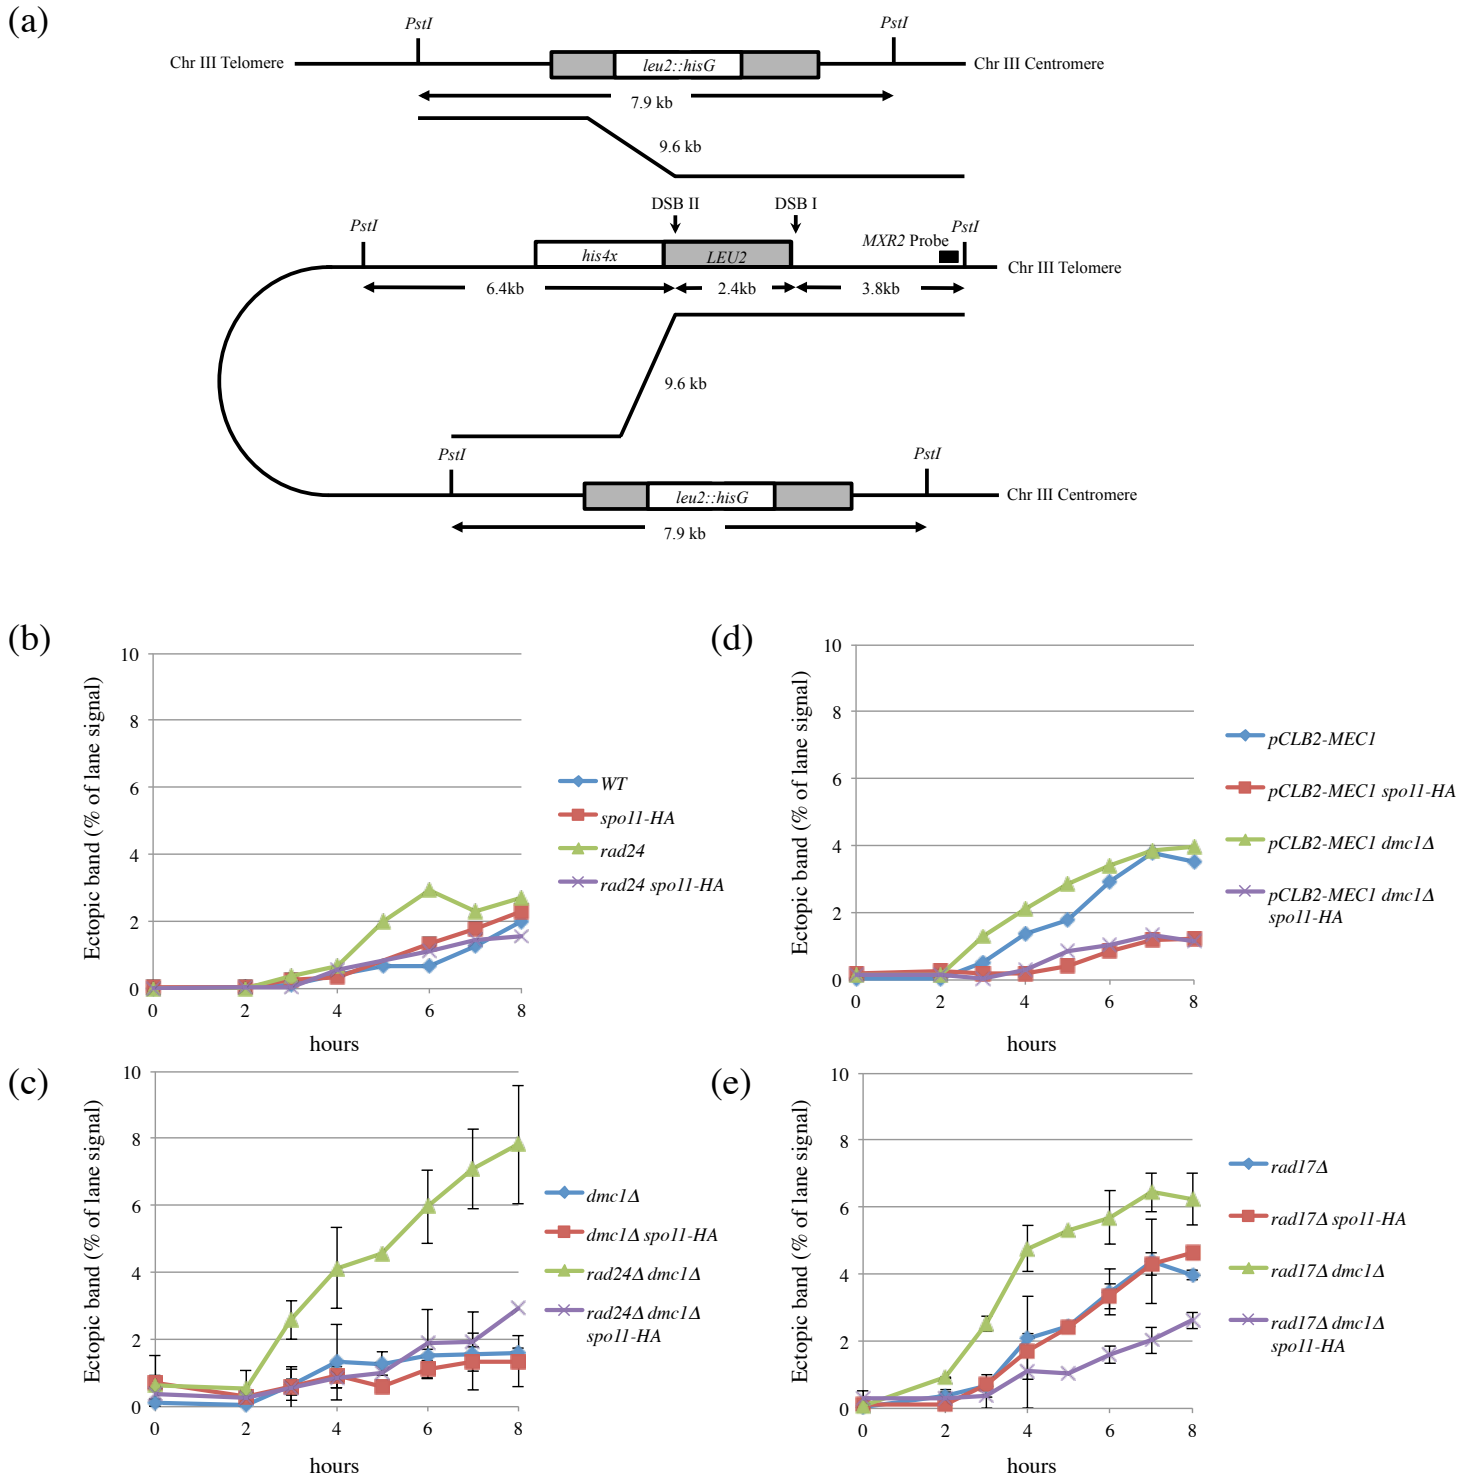 (a)
PstI
PstI
Chr III Telomere
leu2::hisG
Chr III Centromere
7.9 kb
9.6 kb
DSB II
DSB I
PstI
MXR2 Probe
PstI
his4x
LEU2
Chr III Telomere
6.4kb
2.4kb
3.8kb
9.6 kb
PstI
PstI
leu2::hisG
Chr III Centromere
7.9 kb
(b)
Ectopic band (% of lane signal)
10
8
6
4
2
0
0
2
4
6
8
hours
WT
spo11-HA
rad24
rad24 spo11-HA
(d)
Ectopic band (% of lane signal)
10
8
6
4
2
0
0
2
4
6
8
hours
pCLB2-MEC1
pCLB2-MEC1 spo11-HA
pCLB2-MEC1 dmc1Δ
pCLB2-MEC1 dmc1Δ
spo11-HA
(c)
Ectopic band (% of lane signal)
10
8
6
4
2
0
0
2
4
6
8
hours
dmc1Δ
dmc1Δ spo11-HA
rad24Δ dmc1Δ
rad24Δ dmc1Δ
spo11-HA
(e)
Ectopic band (% of lane signal)
10
8
6
4
2
0
0
2
4
6
8
hours
rad17Δ
rad17Δ spo11-HA
rad17Δ dmc1Δ
rad17Δ dmc1Δ
spo11-HA